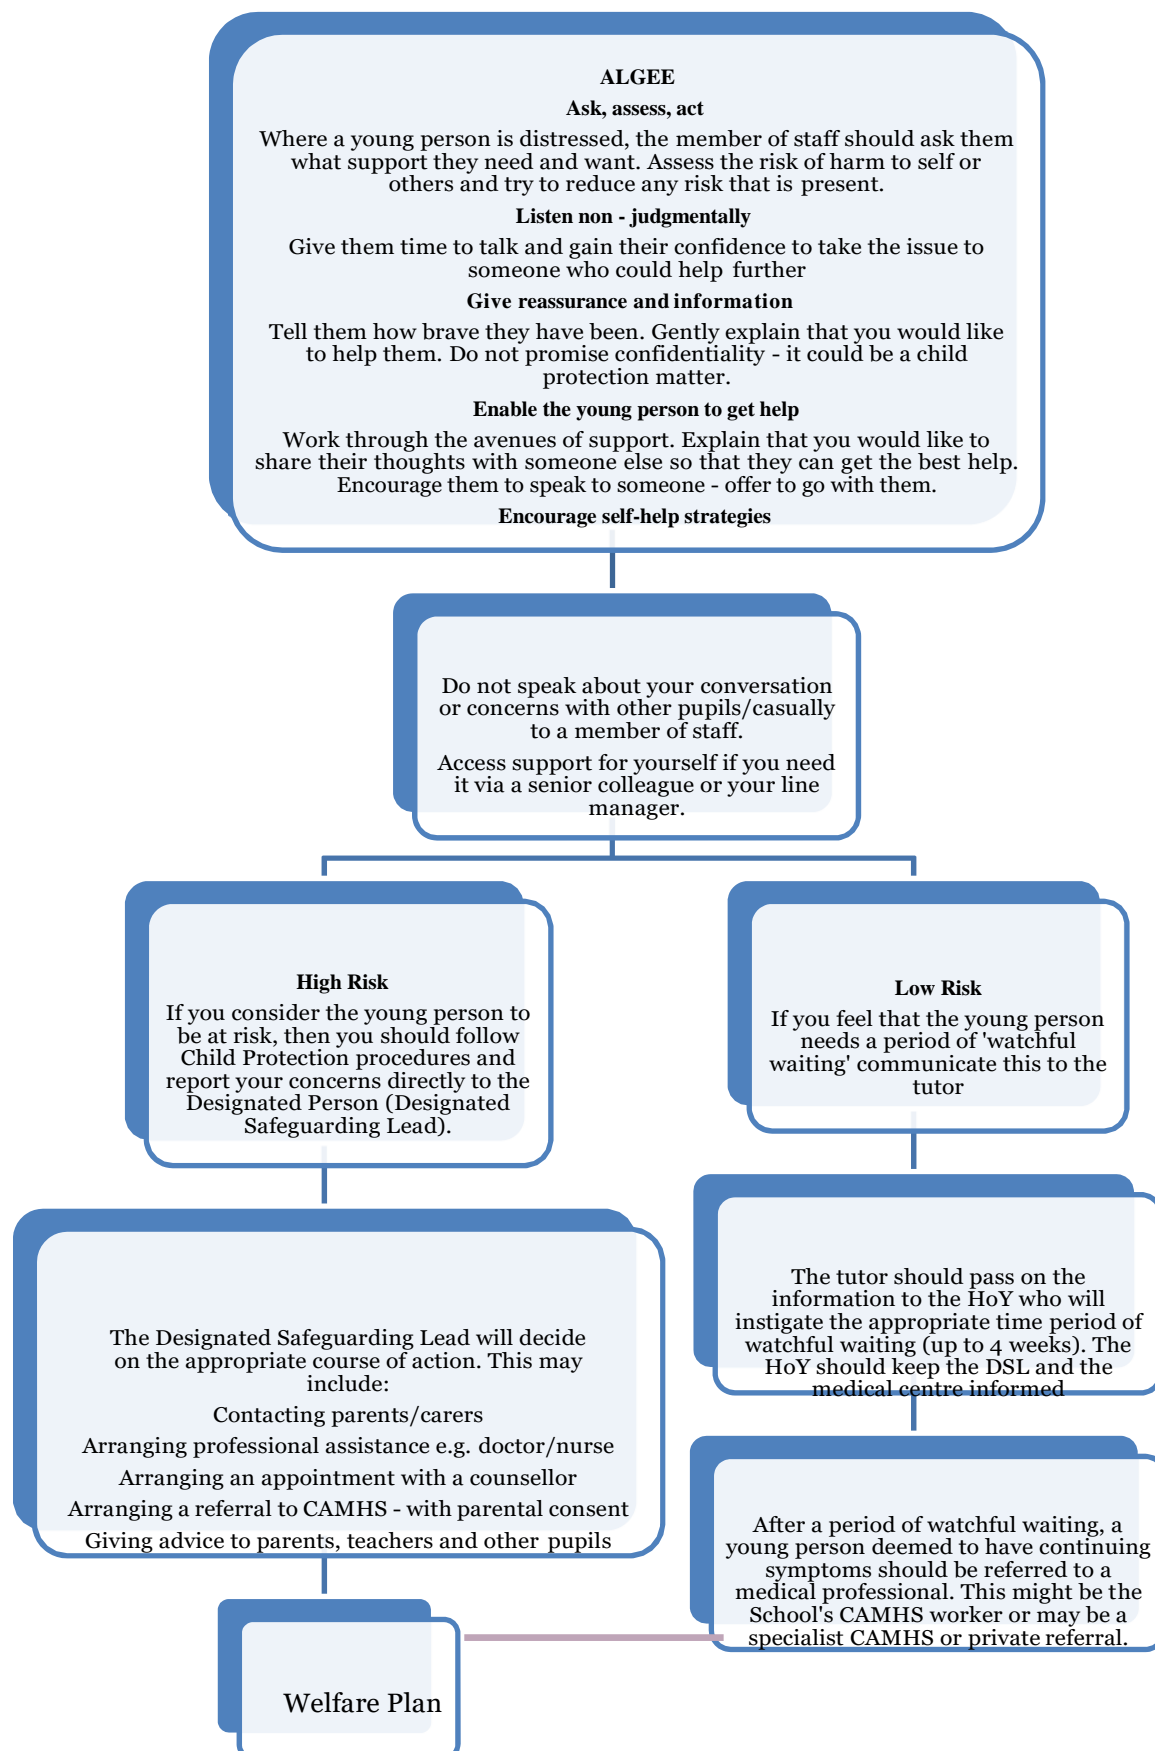 ALGEE
Ask, assess, act
Where a young person is distressed, the member of staff should ask them
what support they need and want. Assess the risk of harm to self or
others and try to reduce any risk that is present.
Listen non - judgmentally
Give them time to talk and gain their confidence to take the issue to
someone who could help further
Give reassurance and information
Tell them how brave they have been. Gently explain that you would like
to help them. Do not promise confidentiality - it could be a child
protection matter.
Enable the young person to get help
Work through the avenues of support. Explain that you would like to
share their thoughts with someone else so that they can get the best help.
Encourage them to speak to someone - offer to go with them.
Encourage self-help strategies
Do not speak about your conversation
or concerns with other pupils/casually
to a member of staff.
Access support for yourself if you need
it via a senior colleague or your line
manager.
High Risk
If you consider the young person to
be at risk, then you should follow
Child Protection procedures and
report your concerns directly to the
Designated Person (Designated
Safeguarding Lead).
Low Risk
If you feel that the young person
needs a period of 'watchful
waiting' communicate this to the
tutor
The Designated Safeguarding Lead will decide
on the appropriate course of action. This may
include:
Contacting parents/carers
Arranging professional assistance e.g. doctor/nurse
Arranging an appointment with a counsellor
Arranging a referral to CAMHS - with parental consent
Giving advice to parents, teachers and other pupils
The tutor should pass on the
information to the HoY who will
instigate the appropriate time period of
watchful waiting (up to 4 weeks). The
HoY should keep the DSL and the
medical centre informed
After a period of watchful waiting, a
young person deemed to have continuing
symptoms should be referred to a
medical professional. This might be the
School's CAMHS worker or may be a
specialist CAMHS or private referral.
Welfare Plan